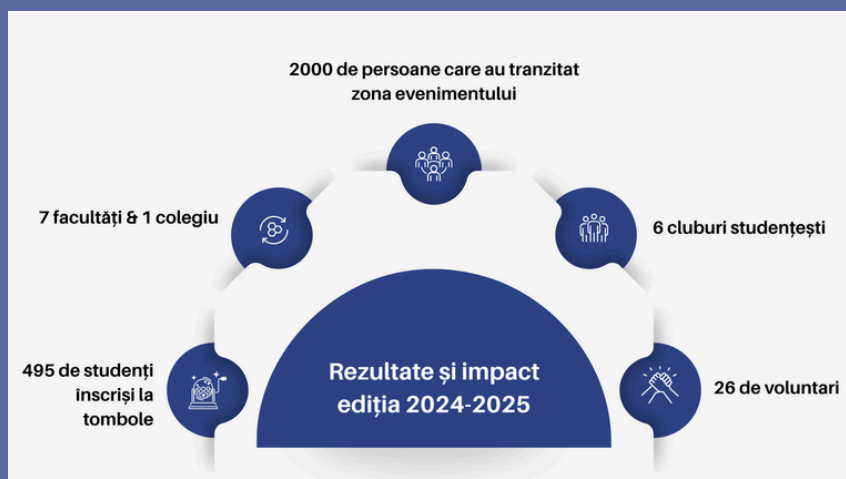 2000 de persoane care au tranzitat
zona evenimentului
7 facultăți & 1 colegiu
6 cluburi studențești
495 de studenți
înscriși la
tombole
Rezultate și impact
ediția 2024-2025
26 de voluntari